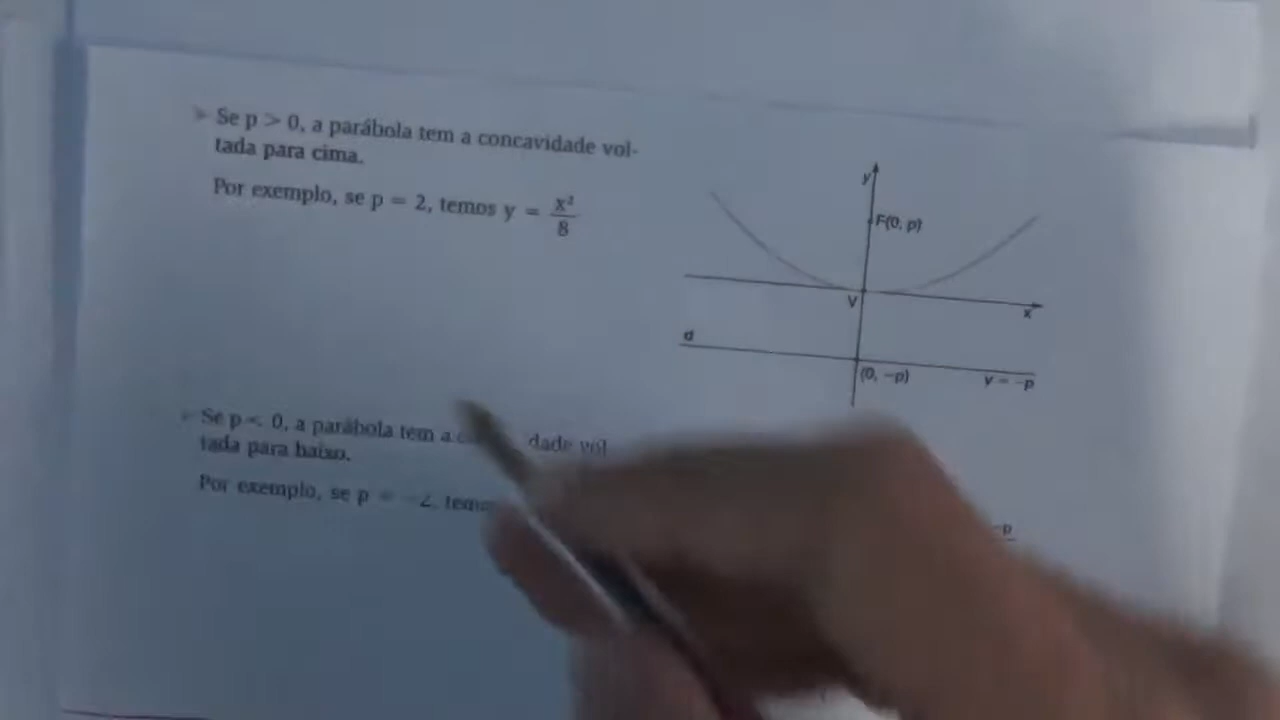 Se p > 0, a parábola tem a concavidade vol-
tada para cima.
Por exemplo, se p = 2, temos y = x²/8
y
F(0, p)
V
x
d
(0, -p)
y = -p
Se p < 0, a parábola tem a dade vol
tada para baixo.
Por exemplo, se p = -2, temos
-p